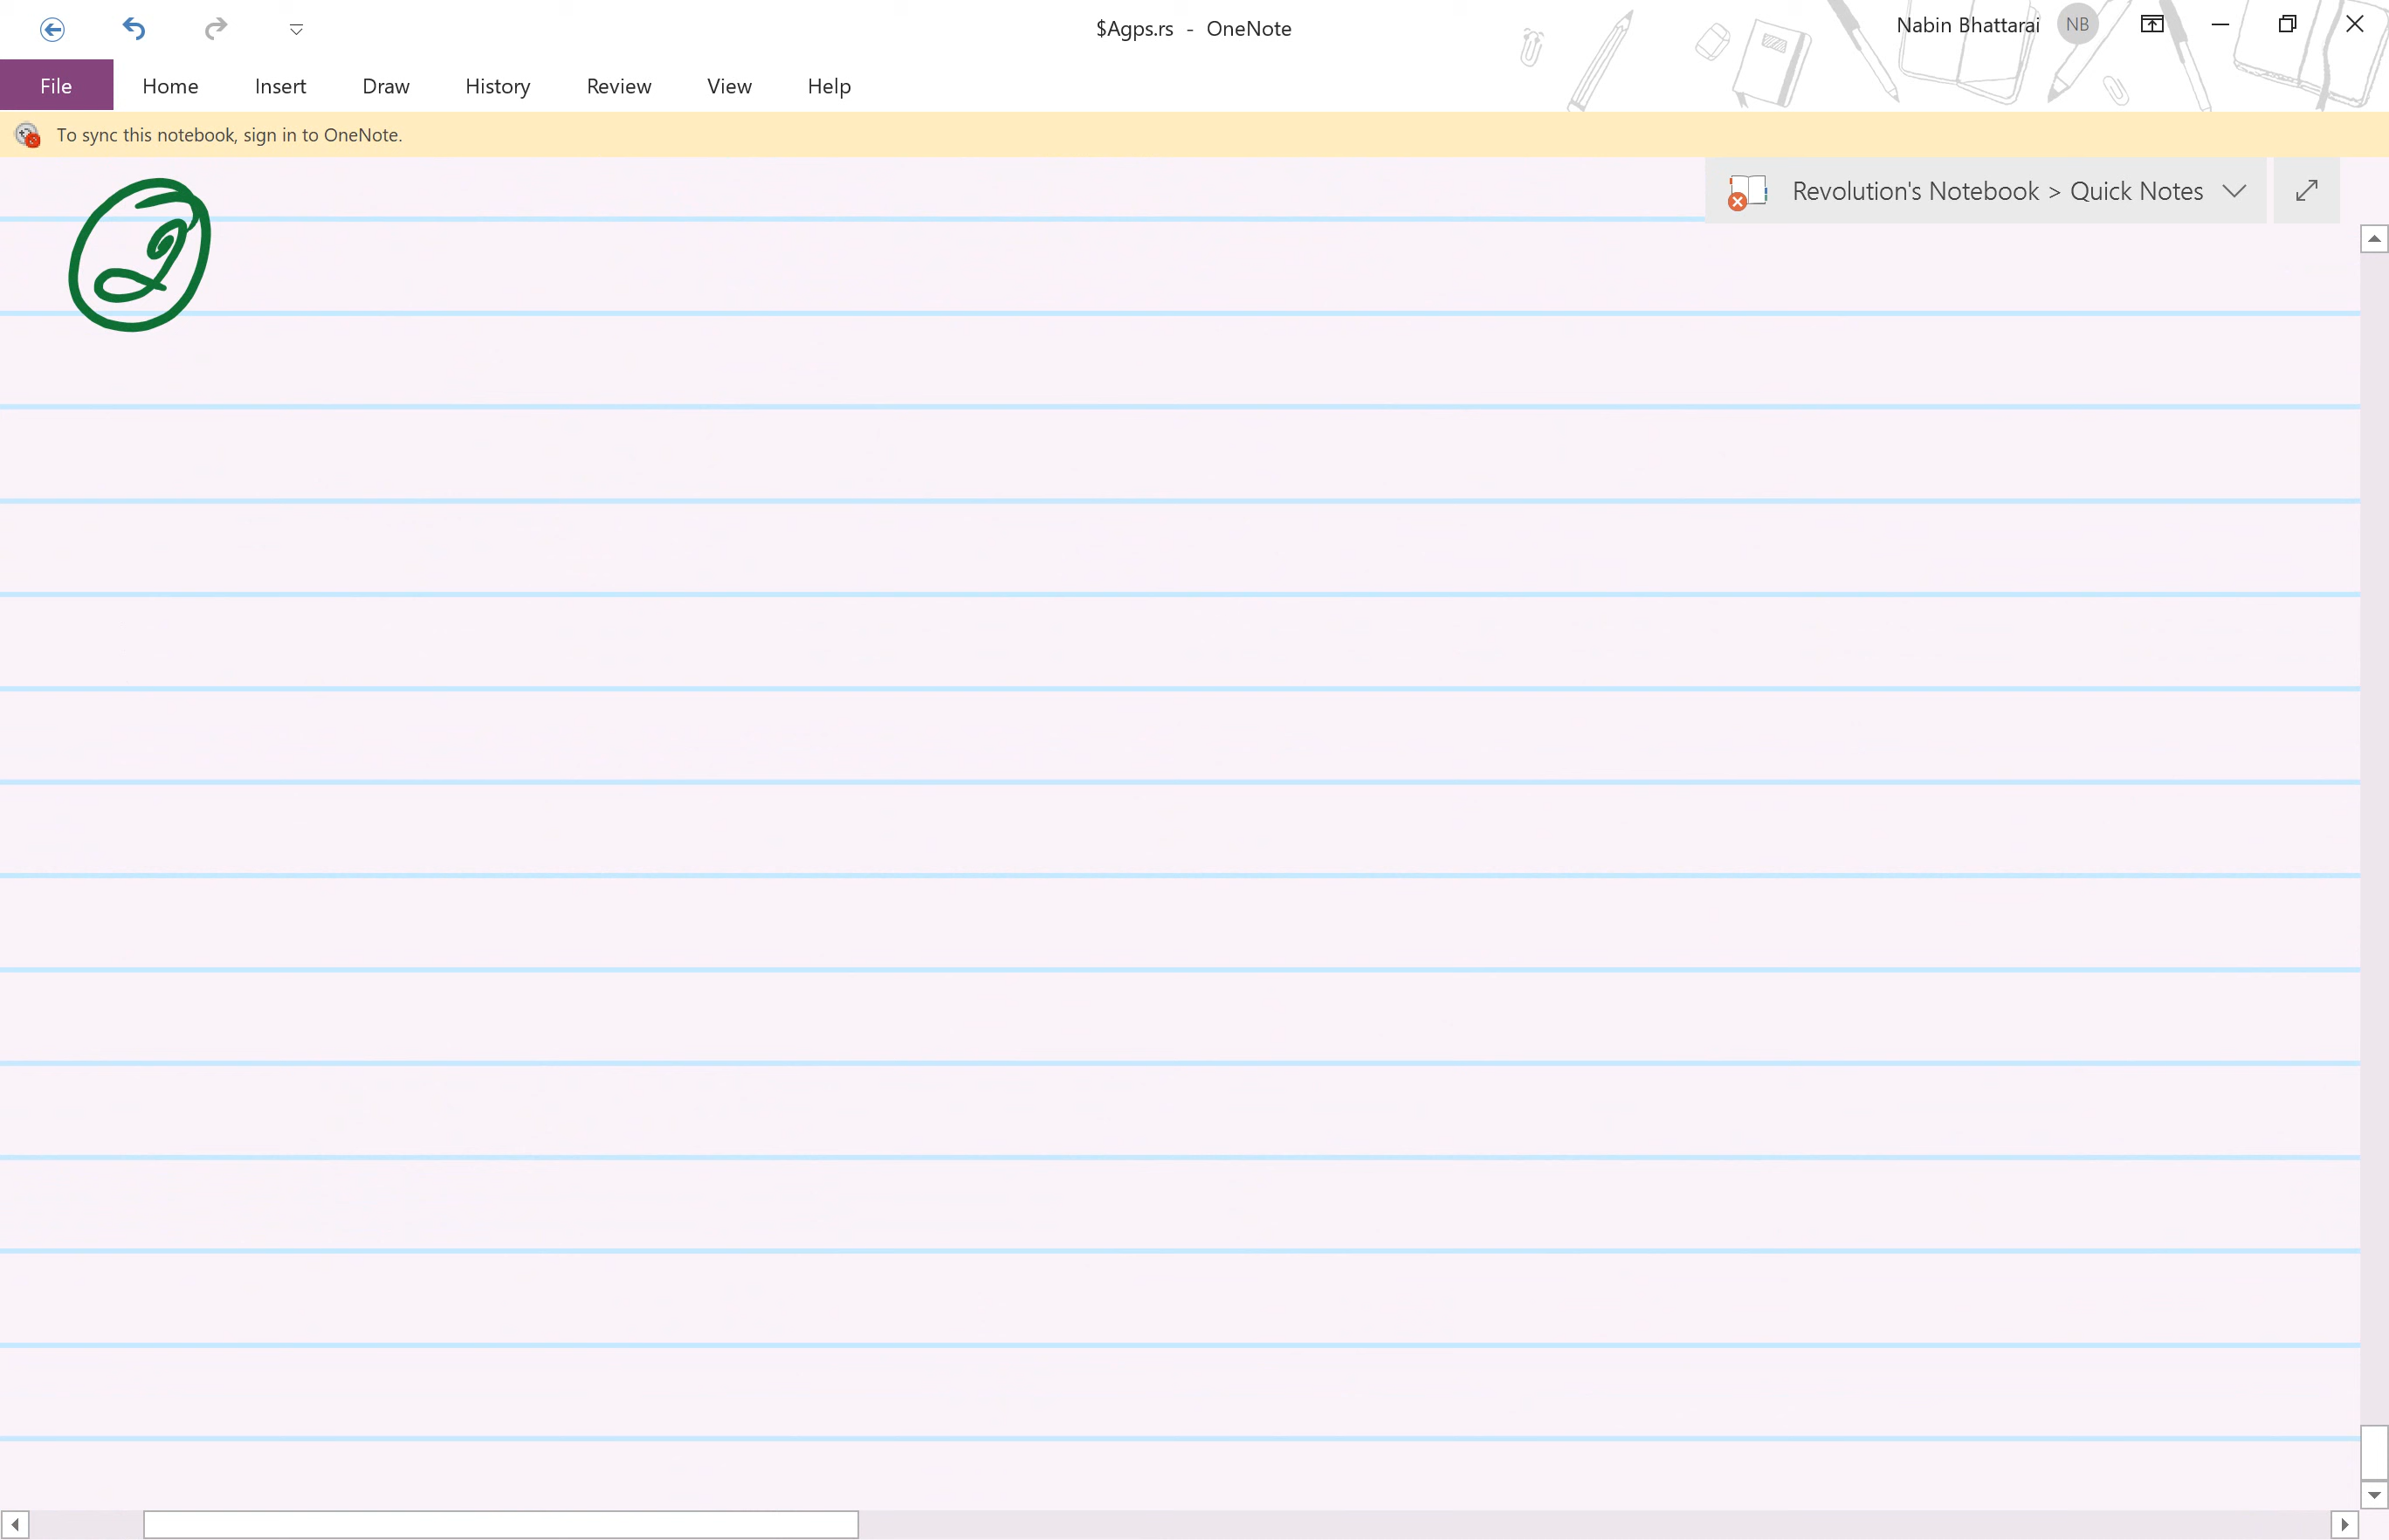 $Agps.rs - OneNote
Nabin Bhattarai NB
File Home Insert Draw History Review View Help
To sync this notebook, sign in to OneNote.
Revolution's Notebook > Quick Notes
2